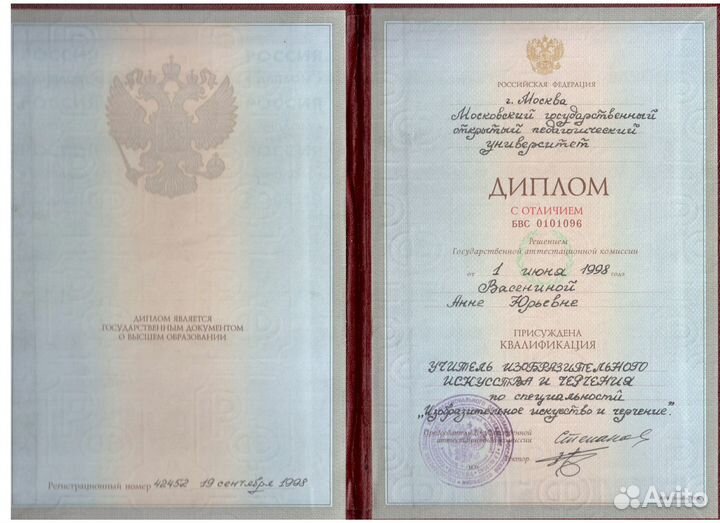 ДИПЛОМ ЯВЛЯЕТСЯ
ГОСУДАРСТВЕННЫМ ДОКУМЕНТОМ
О ВЫСШЕМ ОБРАЗОВАНИИ
Регистрационный номер 42452 19 сентября 1998
РОССИЙСКАЯ ФЕДЕРАЦИЯ
г. Москва
Московский государственный
открытый педагогический
университет
ДИПЛОМ
С ОТЛИЧИЕМ
БВС 0101096
Решением
Государственной аттестационной комиссии
от 1 июня 1998 года
Васениной
Анне Юрьевне
ПРИСУЖДЕНА
КВАЛИФИКАЦИЯ
УЧИТЕЛЬ ИЗОБРАЗИТЕЛЬНОГО
ИСКУССТВА И ЧЕРЧЕНИЯ
по специальности
„Изобразительное искусство и черчение."
Председатель Государственной
аттестационной комиссии
Ректор
Avito